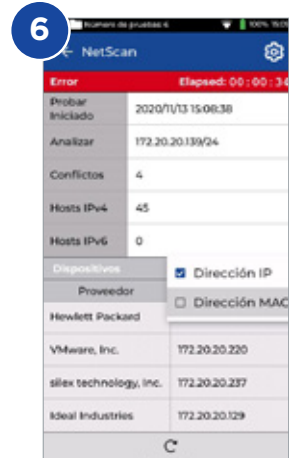 6
Número de pruebas 6 100% 15:09
← NetScan
Error Elapsed: 00:00:34
Probar Iniciado 2020/11/13 15:08:38
Analizar 172.20.20.139/24
Conflictos 4
Hosts IPv4 45
Hosts IPv6 0
Dispositivos
Dirección IP
Proveedor
Dirección MAC
Hewlett Packard
VMware, Inc. 172.20.20.220
silex technology, Inc. 172.20.20.237
Ideal Industries 172.20.20.129